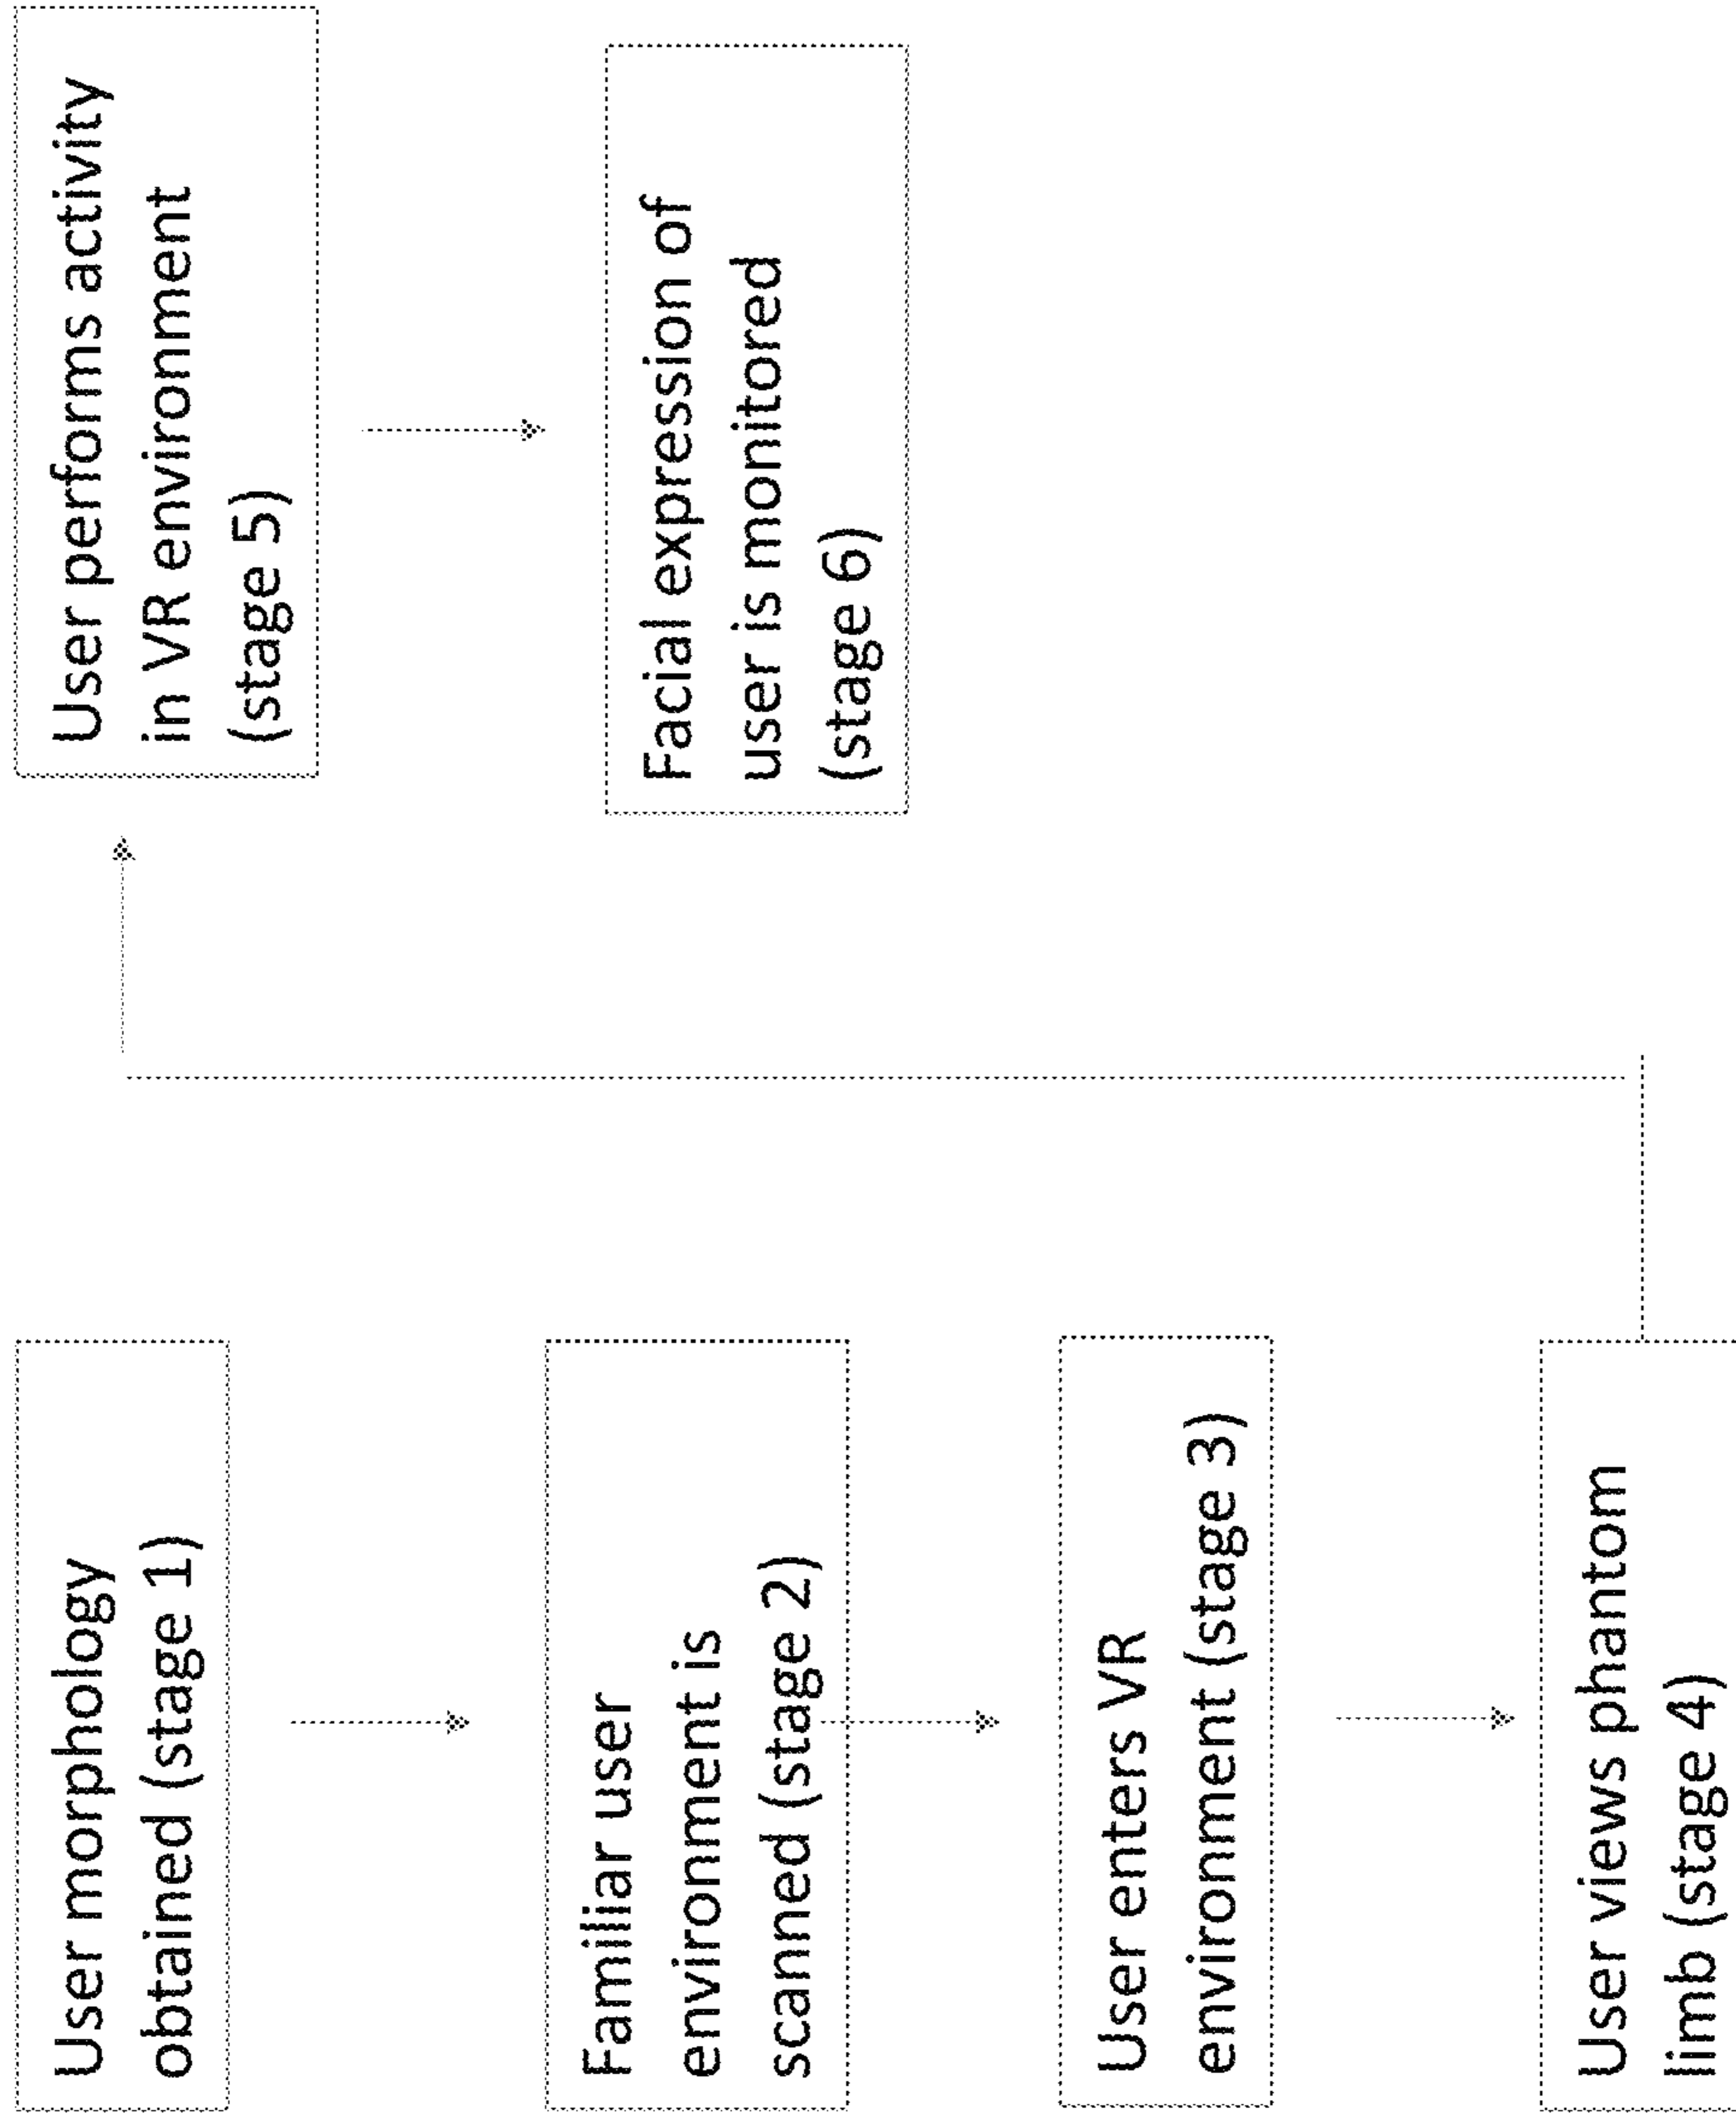 User morphology
obtained (stage 1)
Familiar user
environment is
scanned (stage 2)
User enters VR
environment (stage 3)
User views phantom
limb (stage 4)
User performs activity
in VR environment
(stage 5)
Facial expression of
user is monitored
(stage 6)